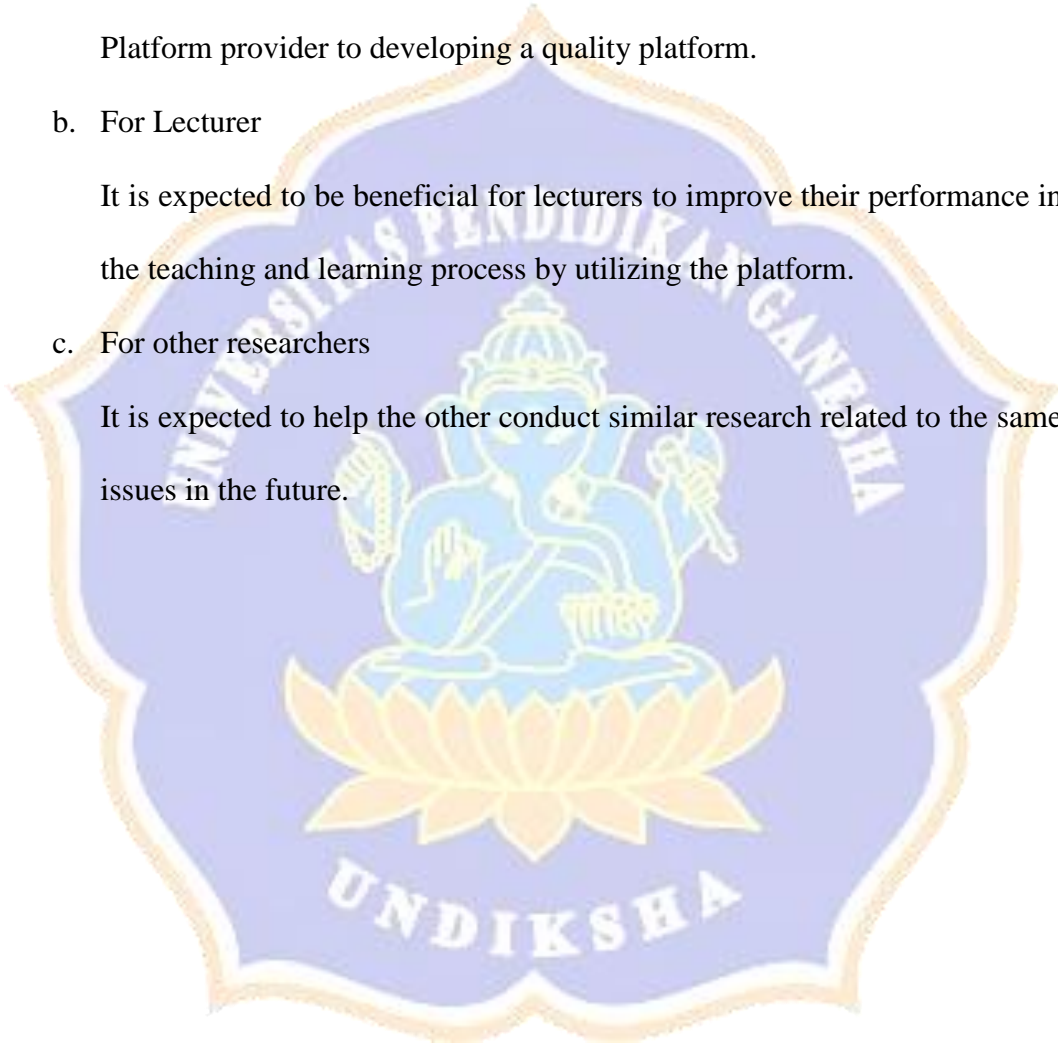 Platform provider to developing a quality platform.
b. For Lecturer
It is expected to be beneficial for lecturers to improve their performance in
the teaching and learning process by utilizing the platform.
c. For other researchers
It is expected to help the other conduct similar research related to the same
issues in the future.
UNIVERSITAS PENDIDIKAN GANESHA
UNDIKSHA